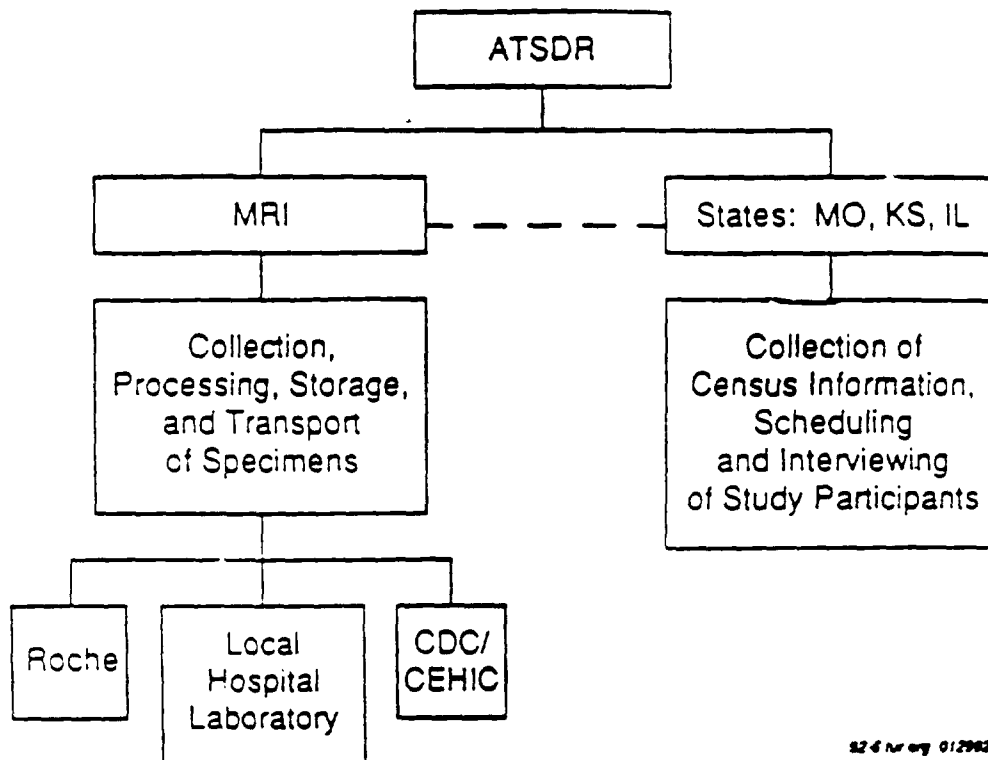 ATSDR
MRI
States: MO, KS, IL
Collection,
Processing, Storage,
and Transport
of Specimens
Collection of
Census Information,
Scheduling
and Interviewing
of Study Participants
Roche
Local
Hospital
Laboratory
CDC/
CEHIC